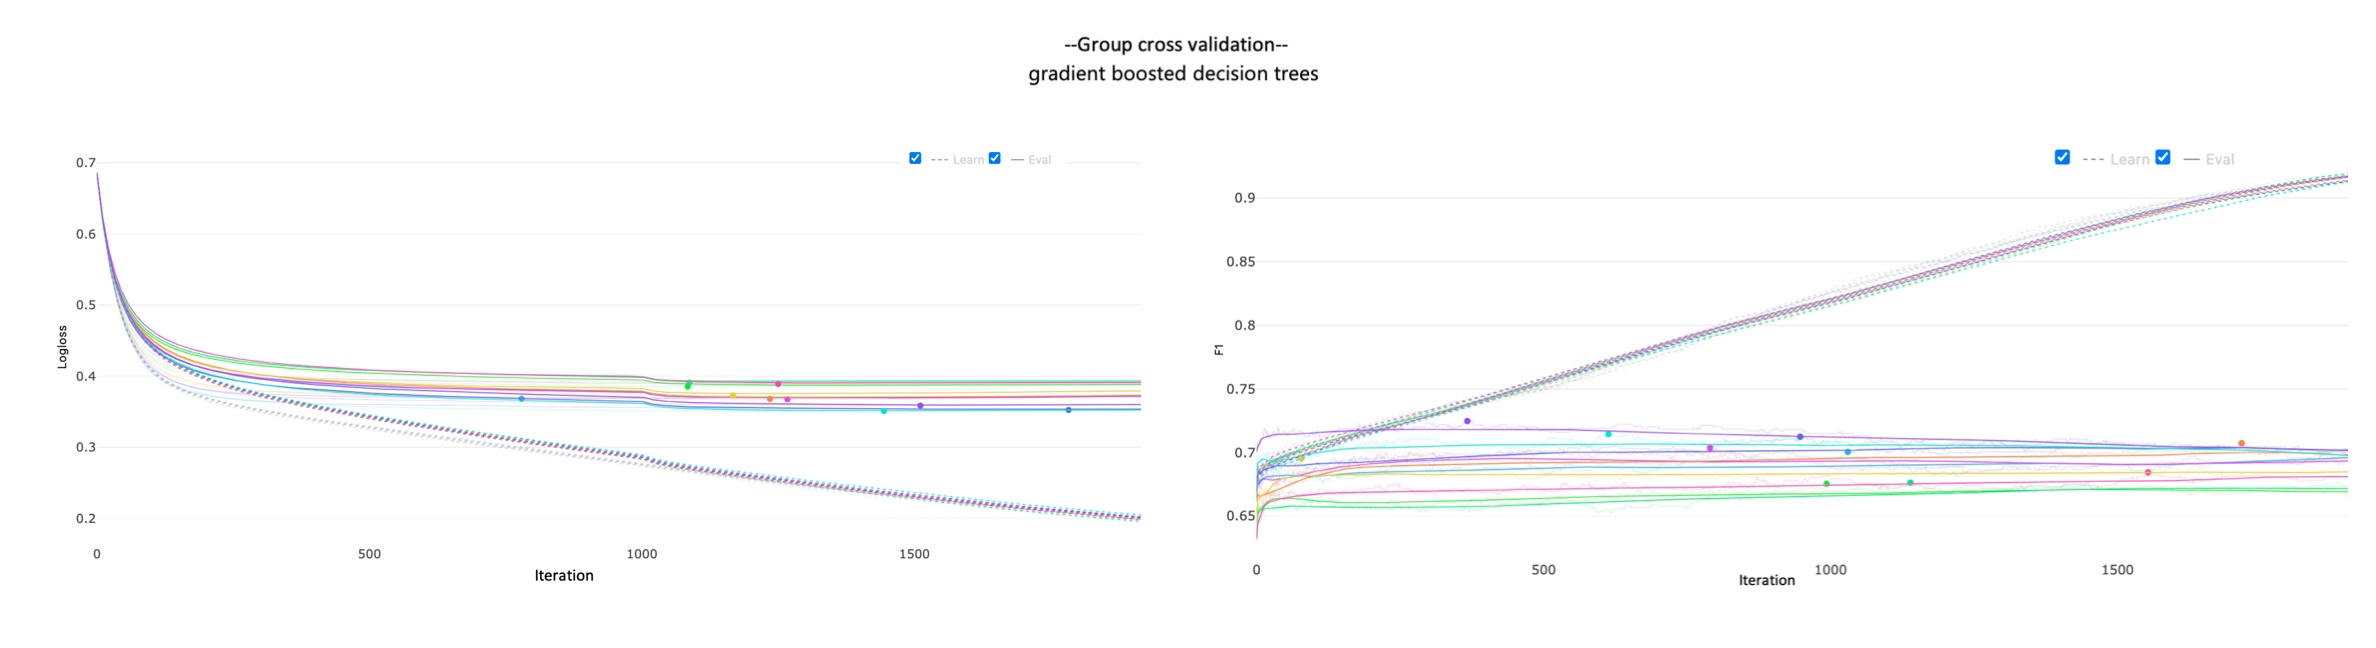 --Group cross validation--
gradient boosted decision trees
Learn Eval
0.7
0.6
0.5
0.4
0.3
0.2
Logloss
0 500 1000 1500
Iteration
Learn Eval
0.9
0.85
0.8
0.75
0.7
0.65
F1
0 500 1000 1500
Iteration